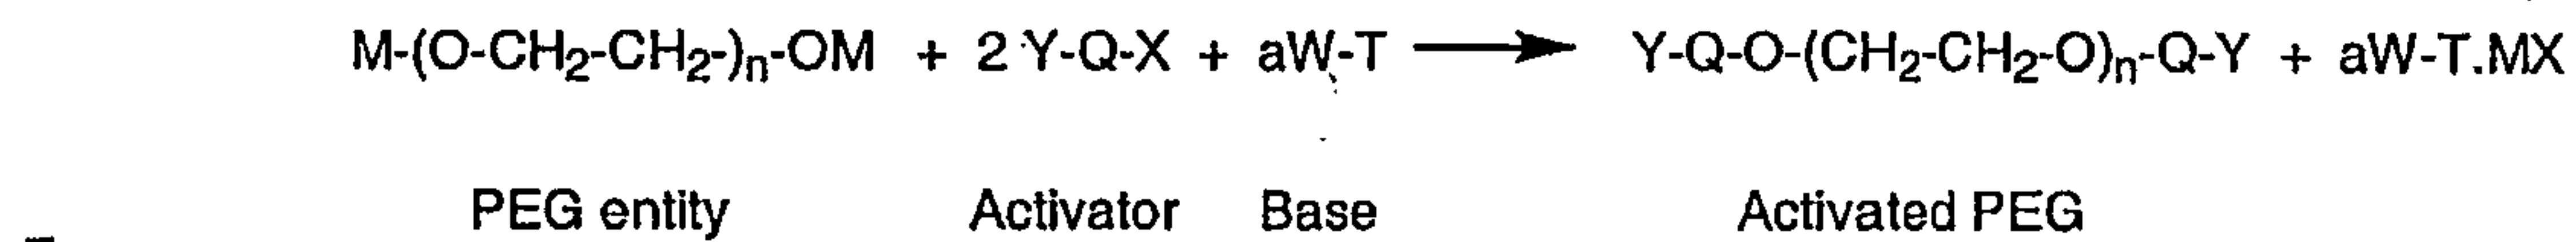 M-(O-CH₂-CH₂-)ₙ-OM + 2 Y-Q-X + aW-T ⟶ Y-Q-O-(CH₂-CH₂-O)ₙ-Q-Y + aW-T.MX
PEG entity Activator Base Activated PEG